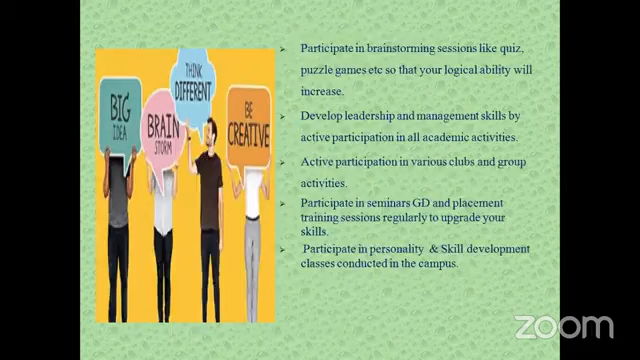 BIG
IDEA
BRAIN
STORM
THINK
DIFFERENT
BE
CREATIVE
Participate in brainstorming sessions like quiz,
puzzle games etc so that your logical ability will
increase.
Develop leadership and management skills by
active participation in all academic activities.
Active participation in various clubs and group
activities.
Participate in seminars GD and placement
training sessions regularly to upgrade your
skills.
Participate in personality & Skill development
classes conducted in the campus.
zoom